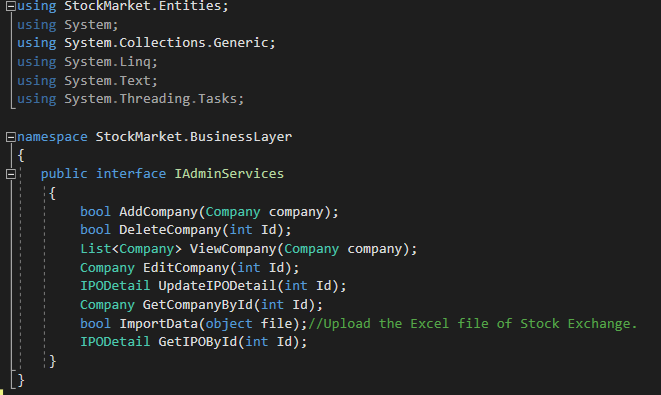 using StockMarket.Entities;
using System;
using System.Collections.Generic;
using System.Linq;
using System.Text;
using System.Threading.Tasks;
namespace StockMarket.BusinessLayer
{
public interface IAdminServices
{
bool AddCompany(Company company);
bool DeleteCompany(int Id);
List<Company> ViewCompany(Company company);
Company EditCompany(int Id);
IPODetail UpdateIPODetail(int Id);
Company GetCompanyById(int Id);
bool ImportData(object file);//Upload the Excel file of Stock Exchange.
IPODetail GetIPOById(int Id);
}
}